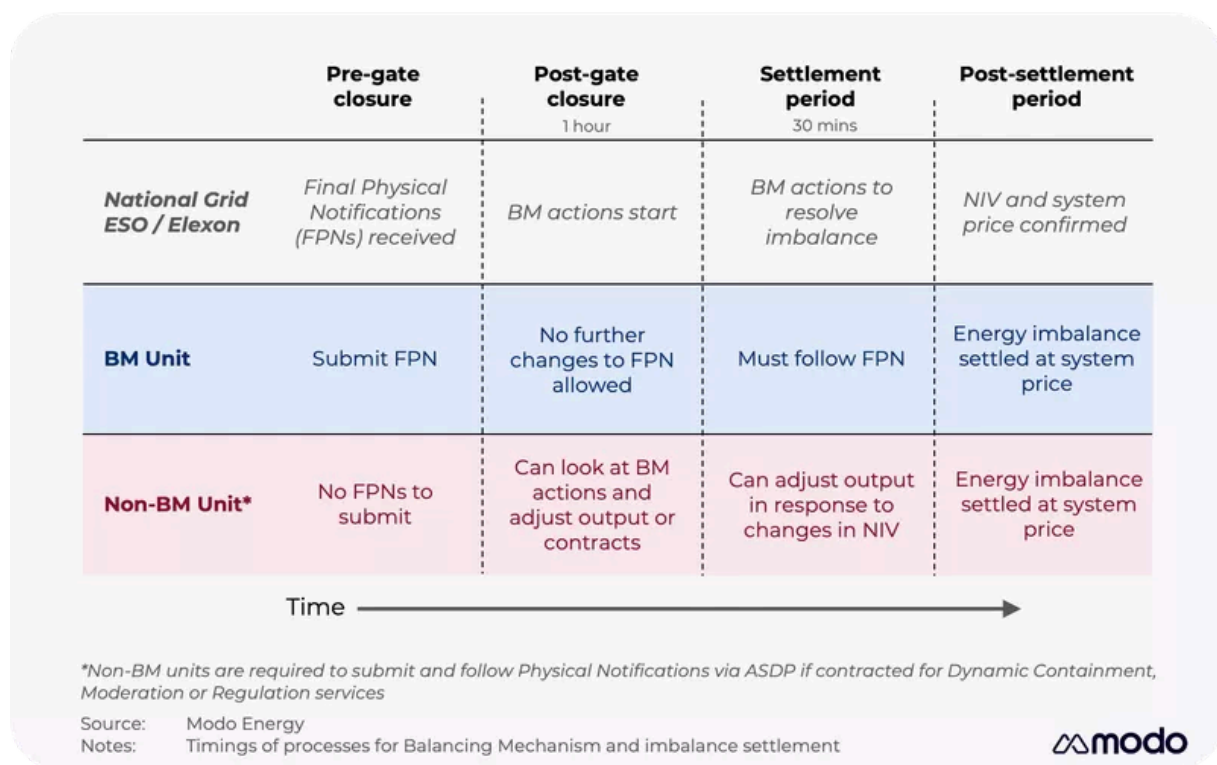 Pre-gate
closure
Post-gate
closure
1 hour
Settlement
period
30 mins
Post-settlement
period
National Grid
ESO / Elexon
Final Physical
Notifications
(FPNs) received
BM actions start
BM actions to
resolve
imbalance
NIV and system
price confirmed
BM Unit
Submit FPN
No further
changes to FPN
allowed
Must follow FPN
Energy imbalance
settled at system
price
Non-BM Unit*
No FPNs to
submit
Can look at BM
actions and
adjust output or
contracts
Can adjust output
in response to
changes in NIV
Energy imbalance
settled at system
price
Time
*Non-BM units are required to submit and follow Physical Notifications via ASDP if contracted for Dynamic Containment,
Moderation or Regulation services
Source: Modo Energy
Notes: Timings of processes for Balancing Mechanism and imbalance settlement
modo